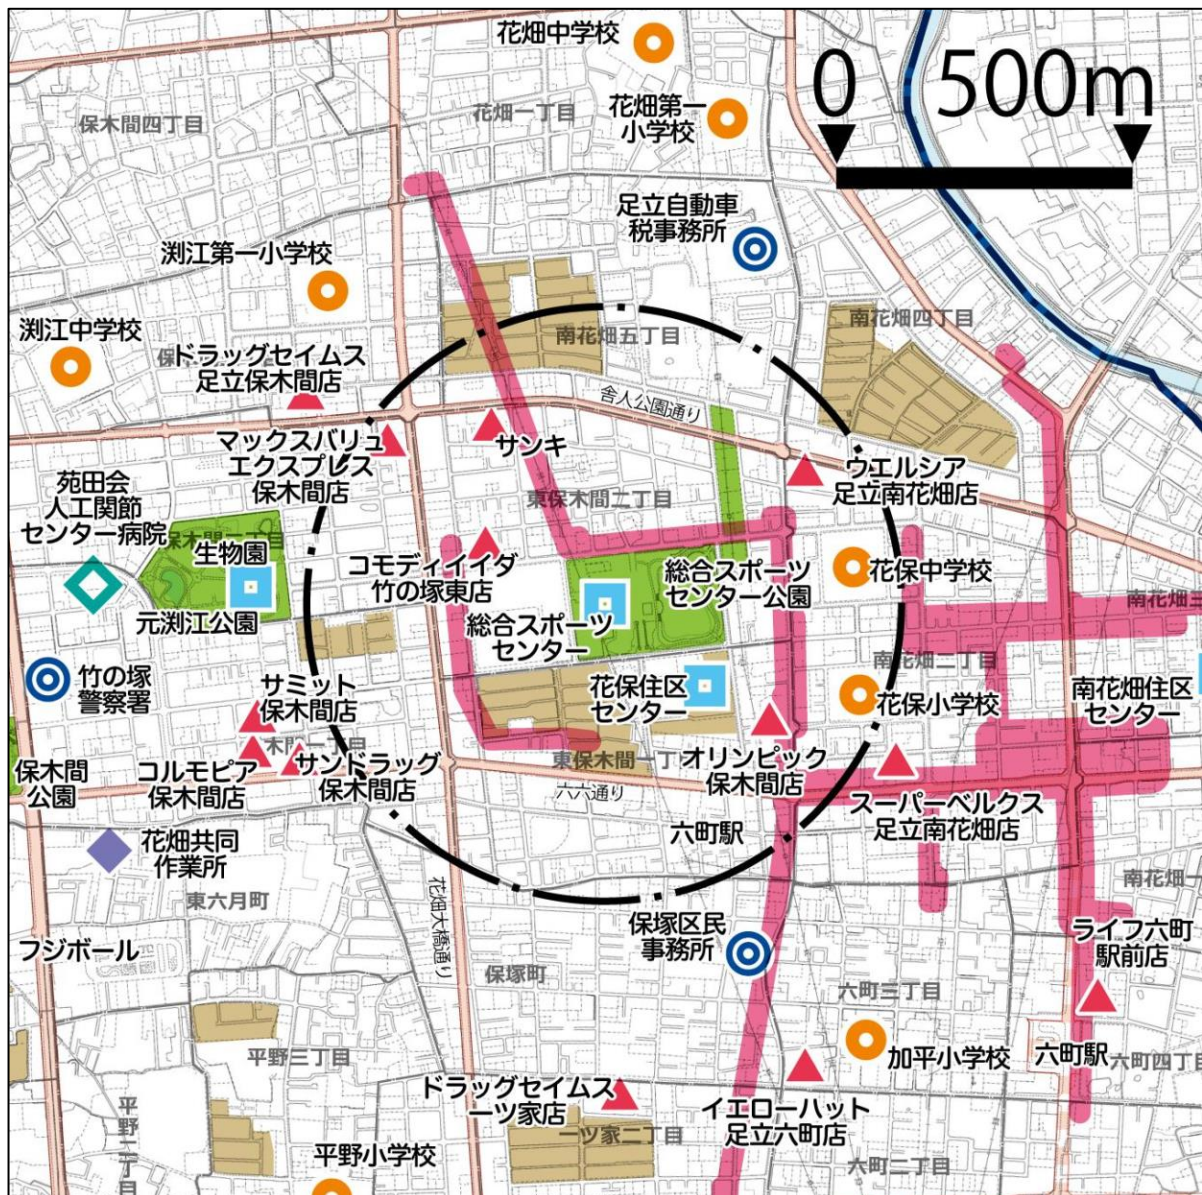 花畑中学校
0 500m
花畑第一
小学校
保木間四丁目
花畑一丁目
足立自動車
税事務所
渕江第一小学校
南花畑四丁目
渕江中学校
南花畑五丁目
ドラッグセイムス
足立保木間店
舎人公園通り
マックスバリュ
エクスプレス
保木間店
サンキ
ウエルシア
足立南花畑店
苑田会
人工関節
センター病院
東保木間二丁目
生物園
コモディイイダ
竹の塚東店
総合スポーツ
センター公園
花保中学校
元渕江公園
総合スポーツ
センター
竹の塚
警察署
サミット
保木間店
花保住区
センター
南花畑二丁目
花保小学校
南花畑住区
センター
保木間
公園
コルモピア
保木間店
サンドラッグ
保木間店
東保木間一丁
オリンピック
保木間店
六六通り
スーパーベルクス
足立南花畑店
花畑共同
作業所
六町駅
東六月町
花畑大橋通り
南花畑一
フジボール
保塚区民
事務所
ライフ六町
駅前店
保塚町
六町三丁目
平野三丁目
加平小学校
六町駅
六町四丁目
ドラッグセイムス
一ツ家店
イエローハット
足立六町店
平野二丁目
一ツ家二丁目
平野小学校
六町二丁目